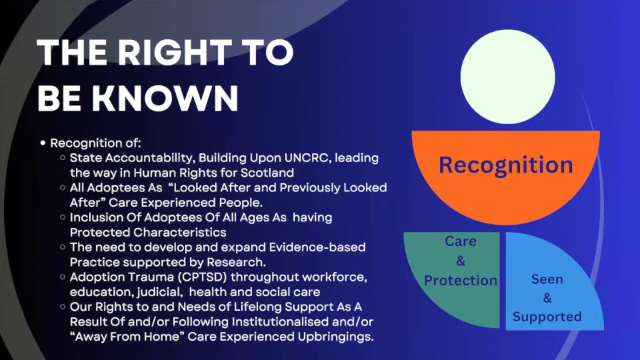 THE RIGHT TO
BE KNOWN
• Recognition of:
○ State Accountability, Building Upon UNCRC, leading
the way in Human Rights for Scotland
○ All Adoptees As “Looked After and Previously Looked
After” Care Experienced People.
○ Inclusion Of Adoptees Of All Ages As having
Protected Characteristics
○ The need to develop and expand Evidence-based
Practice supported by Research.
○ Adoption Trauma (CPTSD) throughout workforce,
education, judicial, health and social care
○ Our Rights to and Needs of Lifelong Support As A
Result Of and/or Following Institutionalised and/or
“Away From Home” Care Experienced Upbringings.
Recognition
Care
&
Protection
Seen
&
Supported